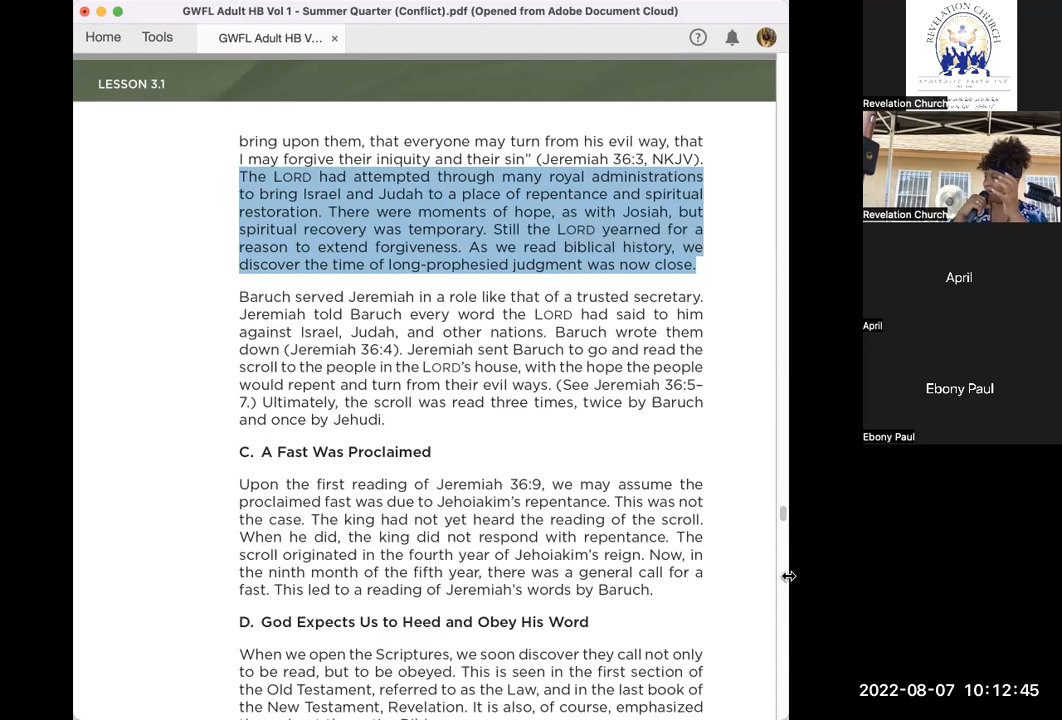 GWFL Adult HB Vol 1 - Summer Quarter (Conflict).pdf (Opened from Adobe Document Cloud)
Home Tools GWFL Adult HB V... ×
LESSON 3.1
bring upon them, that everyone may turn from his evil way, that
I may forgive their iniquity and their sin” (Jeremiah 36:3, NKJV).
The LORD had attempted through many royal administrations
to bring Israel and Judah to a place of repentance and spiritual
restoration. There were moments of hope, as with Josiah, but
spiritual recovery was temporary. Still the LORD yearned for a
reason to extend forgiveness. As we read biblical history, we
discover the time of long-prophesied judgment was now close.
Baruch served Jeremiah in a role like that of a trusted secretary.
Jeremiah told Baruch every word the LORD had said to him
against Israel, Judah, and other nations. Baruch wrote them
down (Jeremiah 36:4). Jeremiah sent Baruch to go and read the
scroll to the people in the LORD’s house, with the hope the people
would repent and turn from their evil ways. (See Jeremiah 36:5–
7.) Ultimately, the scroll was read three times, twice by Baruch
and once by Jehudi.
C. A Fast Was Proclaimed
Upon the first reading of Jeremiah 36:9, we may assume the
proclaimed fast was due to Jehoiakim’s repentance. This was not
the case. The king had not yet heard the reading of the scroll.
When he did, the king did not respond with repentance. The
scroll originated in the fourth year of Jehoiakim’s reign. Now, in
the ninth month of the fifth year, there was a general call for a
fast. This led to a reading of Jeremiah’s words by Baruch.
D. God Expects Us to Heed and Obey His Word
When we open the Scriptures, we soon discover they call not only
to be read, but to be obeyed. This is seen in the first section of
the Old Testament, referred to as the Law, and in the last book of
the New Testament, Revelation. It is also, of course, emphasized
REVELATION CHURCH
APOSTOLIC FAITH INC
Revelation Church
Revelation Church
April
April
Ebony Paul
Ebony Paul
2022-08-07 10:12:45